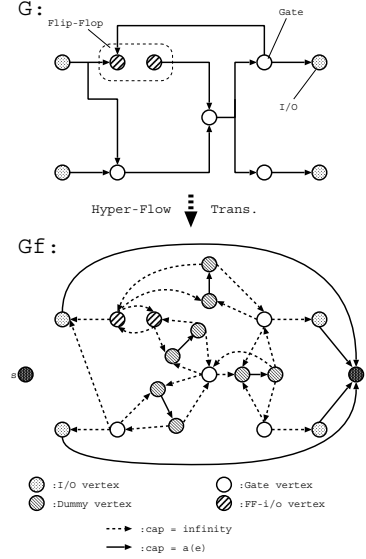 G:
Flip-Flop
Gate
I/O
Hyper-Flow Trans.
Gf:
s
:I/O vertex :Gate vertex
:Dummy vertex :FF-i/o vertex
:cap = infinity
:cap = a(e)